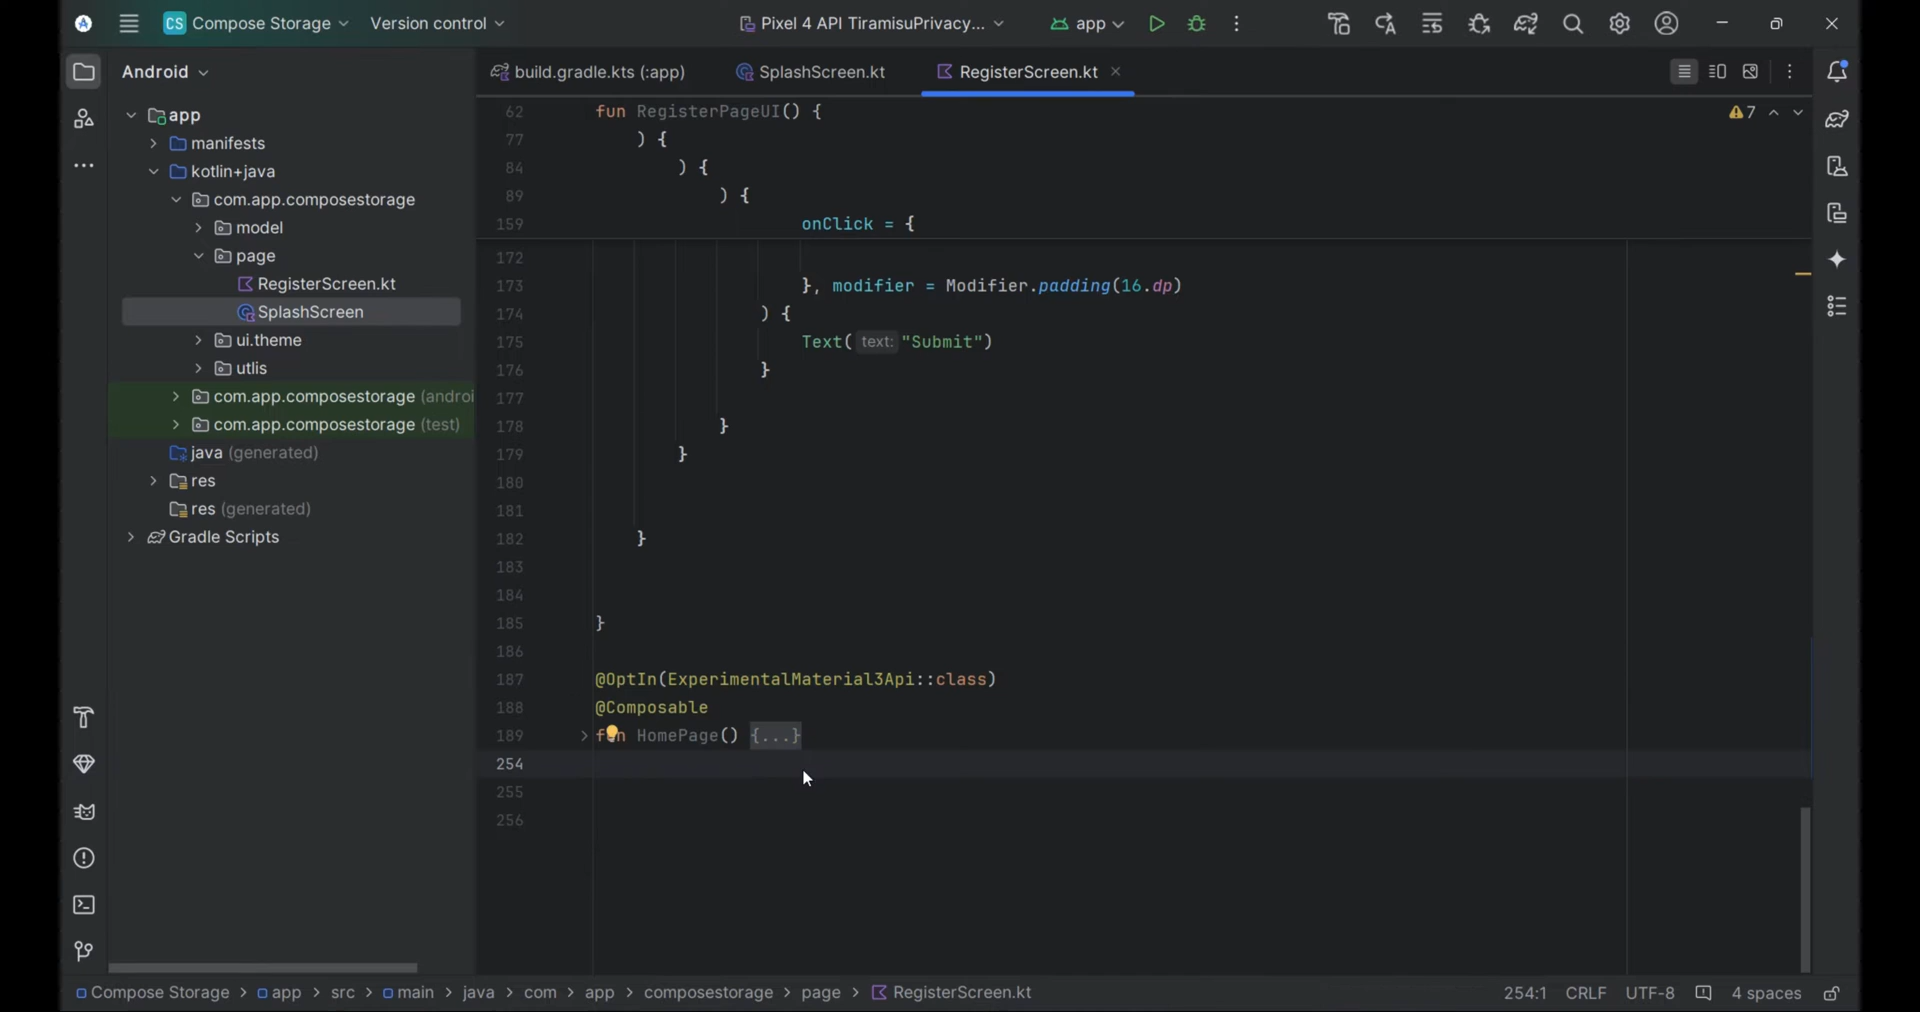 CS Compose Storage
Version control
Pixel 4 API TiramisuPrivacy...
app
Android
build.gradle.kts (:app)
SplashScreen.kt
RegisterScreen.kt
app
manifests
kotlin+java
com.app.composestorage
model
page
RegisterScreen.kt
SplashScreen
ui.theme
utlis
com.app.composestorage (androi
com.app.composestorage (test)
java (generated)
res
res (generated)
Gradle Scripts
7
62 fun RegisterPageUI() {
77 ) {
84 ) {
89 ) {
159 onClick = {
172
173 }, modifier = Modifier.padding(16.dp)
174 ) {
175 Text( text: "Submit")
176 }
177
178 }
179 }
180
181
182 }
183
184
185 }
186
187 @OptIn(ExperimentalMaterial3Api::class)
188 @Composable
189 fun HomePage() {...}
254
255
256
Compose Storage > app > src > main > java > com > app > composestorage > page > RegisterScreen.kt
254:1 CRLF UTF-8 4 spaces